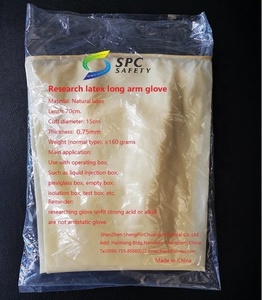 SPC
SAFETY
Research latex long arm glove
Material: Natural latex
Length: 70cm.
Cuff diameter: 15cm
Thickness: 0.75mm
Weight (normal type): ≥160 grams
Main application:
Use with operating box,
Such as liquid injection box,
plexiglass box, empty box,
isolation box, test box, etc.
Reminder:
researching glove unfit strong acid or alkali
are not antistatic glove.
Made in China